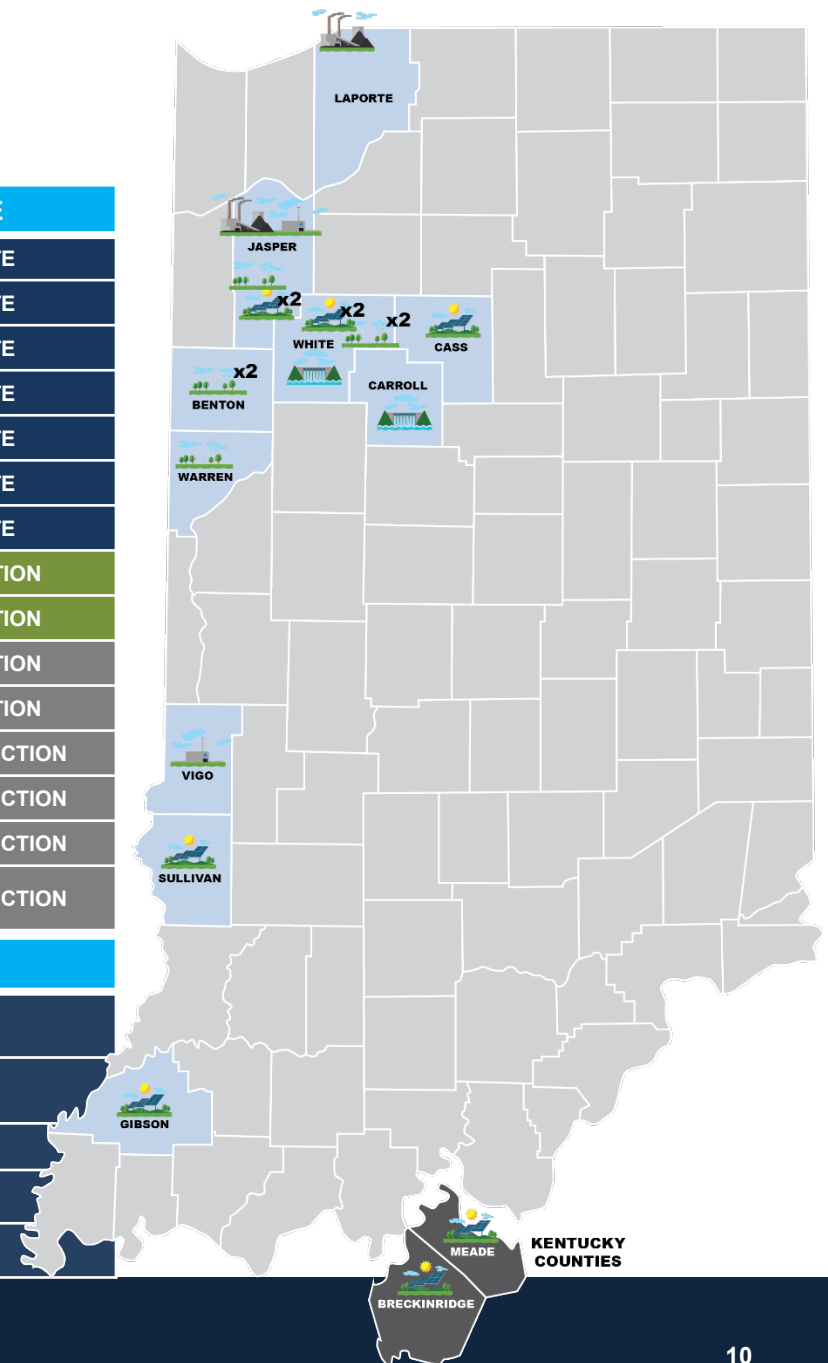 E
TE
TE
TE
TE
TE
TE
TE
TION
TION
TION
TION
CTION
CTION
CTION
CTION
LAPORTE
JASPER
x2
x2
x2
WHITE
CASS
x2
BENTON
CARROLL
WARREN
VIGO
SULLIVAN
GIBSON
MEADE
KENTUCKY
COUNTIES
BRECKINRIDGE
10